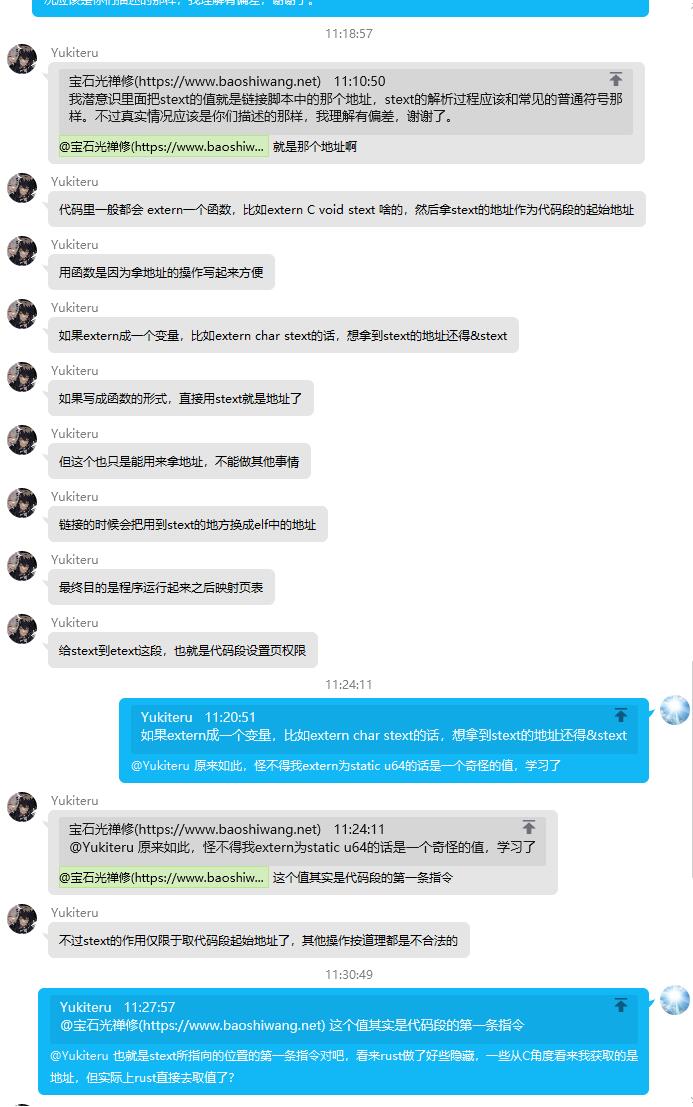 况应该是你们描述的那样，我理解有偏差，谢谢了。
11:18:57
Yukiteru
宝石光禅修(https://www.baoshiwang.net)   11:10:50
我潜意识里面把stext的值就是链接脚本中的那个地址，stext的解析过程应该和常见的普通符号那
样。不过真实情况应该是你们描述的那样，我理解有偏差，谢谢了。
@宝石光禅修(https://www.baoshiw... 就是那个地址啊
Yukiteru
代码里一般都会 extern一个函数，比如extern C void stext 啥的，然后拿stext的地址作为代码段的起始地址
Yukiteru
用函数是因为拿地址的操作写起来方便
Yukiteru
如果extern成一个变量，比如extern char stext的话，想拿到stext的地址还得&stext
Yukiteru
如果写成函数的形式，直接用stext就是地址了
Yukiteru
但这个也只是能用来拿地址，不能做其他事情
Yukiteru
链接的时候会把用到stext的地方换成elf中的地址
Yukiteru
最终目的是程序运行起来之后映射页表
Yukiteru
给stext到etext这段，也就是代码段设置页权限
11:24:11
Yukiteru   11:20:51
如果extern成一个变量，比如extern char stext的话，想拿到stext的地址还得&stext
@Yukiteru 原来如此，怪不得我extern为static u64的话是一个奇怪的值，学习了
Yukiteru
宝石光禅修(https://www.baoshiwang.net)   11:24:11
@Yukiteru 原来如此，怪不得我extern为static u64的话是一个奇怪的值，学习了
@宝石光禅修(https://www.baoshiw... 这个值其实是代码段的第一条指令
Yukiteru
不过stext的作用仅限于取代码段起始地址了，其他操作按道理都是不合法的
11:30:49
Yukiteru   11:27:57
@宝石光禅修(https://www.baoshiwang.net) 这个值其实是代码段的第一条指令
@Yukiteru 也就是stext所指向的位置的第一条指令对吧，看来rust做了好些隐藏，一些从C角度看来我获取的是
地址，但实际上rust直接去取值了？